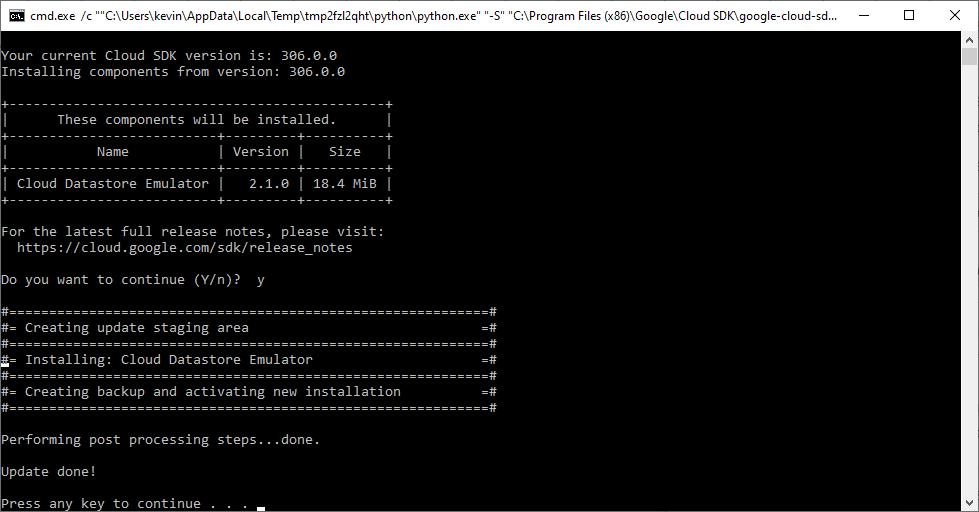 cmd.exe /c ""C:\Users\kevin\AppData\Local\Temp\tmp2fzl2qht\python\python.exe" "-S" "C:\Program Files (x86)\Google\Cloud SDK\google-cloud-sd...
Your current Cloud SDK version is: 306.0.0
Installing components from version: 306.0.0
+-----------------------------------------------+
|      These components will be installed.      |
+--------------------------+---------+----------+
|           Name           | Version |   Size   |
+--------------------------+---------+----------+
| Cloud Datastore Emulator |   2.1.0 | 18.4 MiB |
+--------------------------+---------+----------+
For the latest full release notes, please visit:
  https://cloud.google.com/sdk/release_notes
Do you want to continue (Y/n)?  y
#============================================================#
#= Creating update staging area                             =#
#============================================================#
#= Installing: Cloud Datastore Emulator                     =#
#============================================================#
#= Creating backup and activating new installation          =#
#============================================================#
Performing post processing steps...done.
Update done!
Press any key to continue . . .